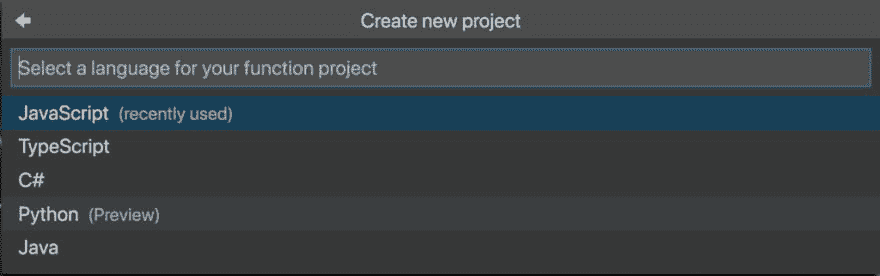 Create new project
Select a language for your function project
JavaScript (recently used)
TypeScript
C#
Python (Preview)
Java